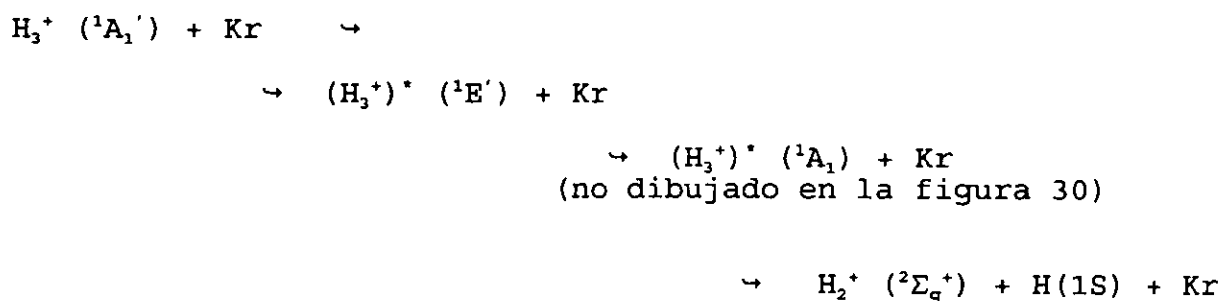 H₃⁺ (¹A₁′) + Kr ↪
↪ (H₃⁺)* (¹E′) + Kr
↪ (H₃⁺)* (¹A₁) + Kr
(no dibujado en la figura 30)
↪ H₂⁺ (²Σg⁺) + H(1S) + Kr